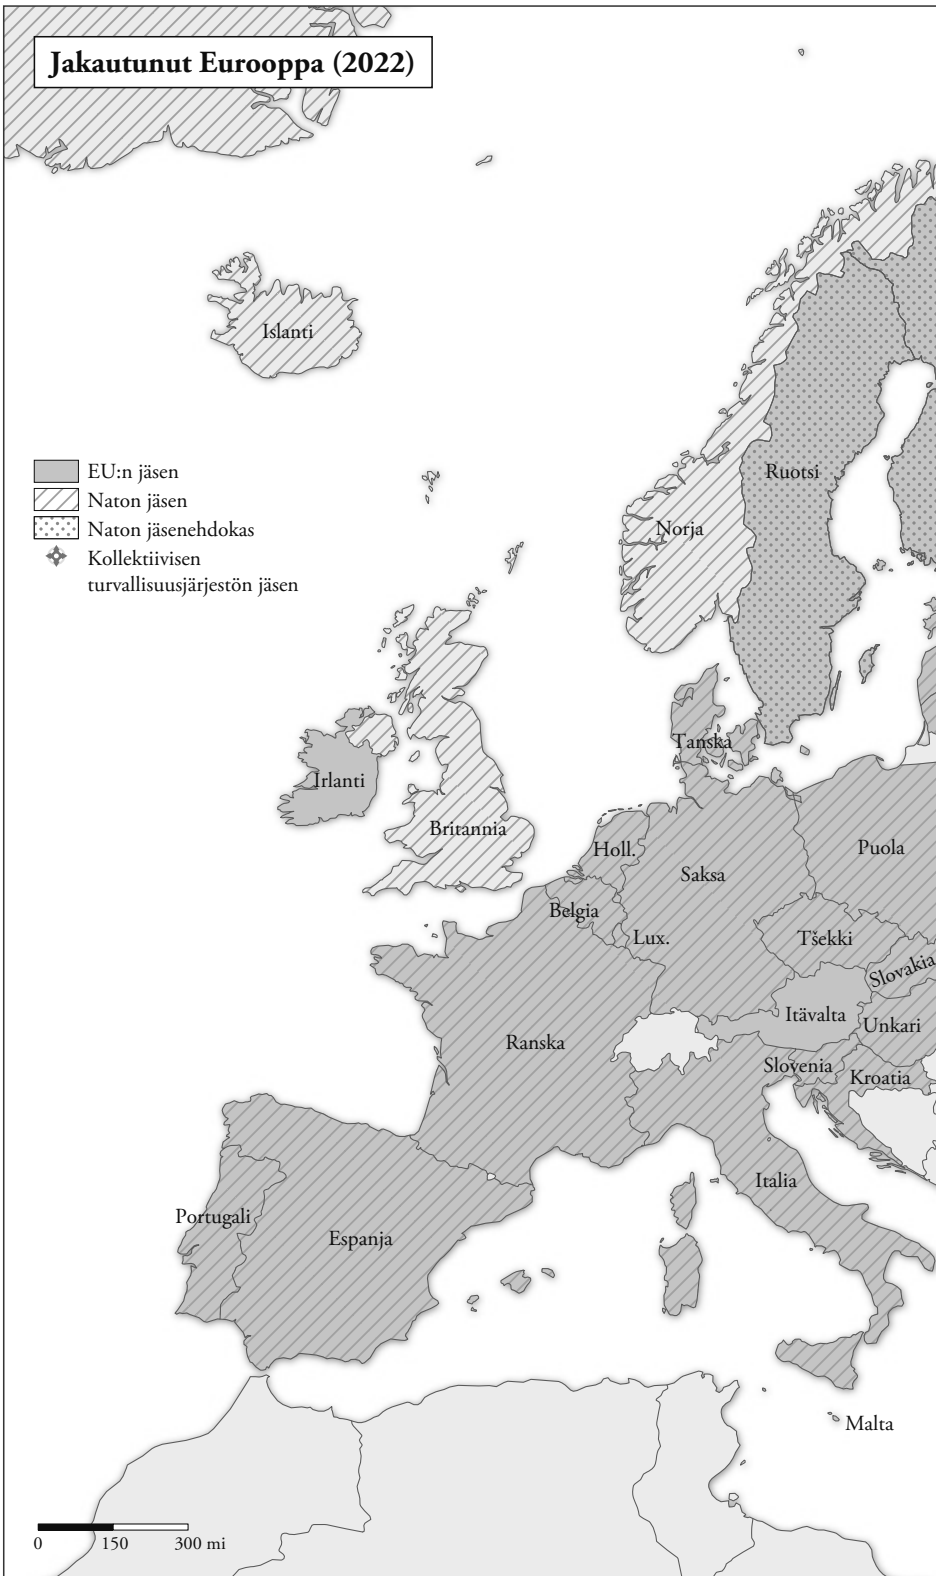 Jakautunut Eurooppa (2022)
Islanti
EU:n jäsen
Naton jäsen
Naton jäsenehdokas
Kollektiivisen
turvallisuusjärjestön jäsen
Ruotsi
Norja
Tanska
Irlanti
Britannia
Holl.
Puola
Saksa
Belgia
Lux.
Tšekki
Slovakia
Itävalta
Unkari
Ranska
Slovenia
Kroatia
Italia
Portugali
Espanja
Malta
0 150 300 mi